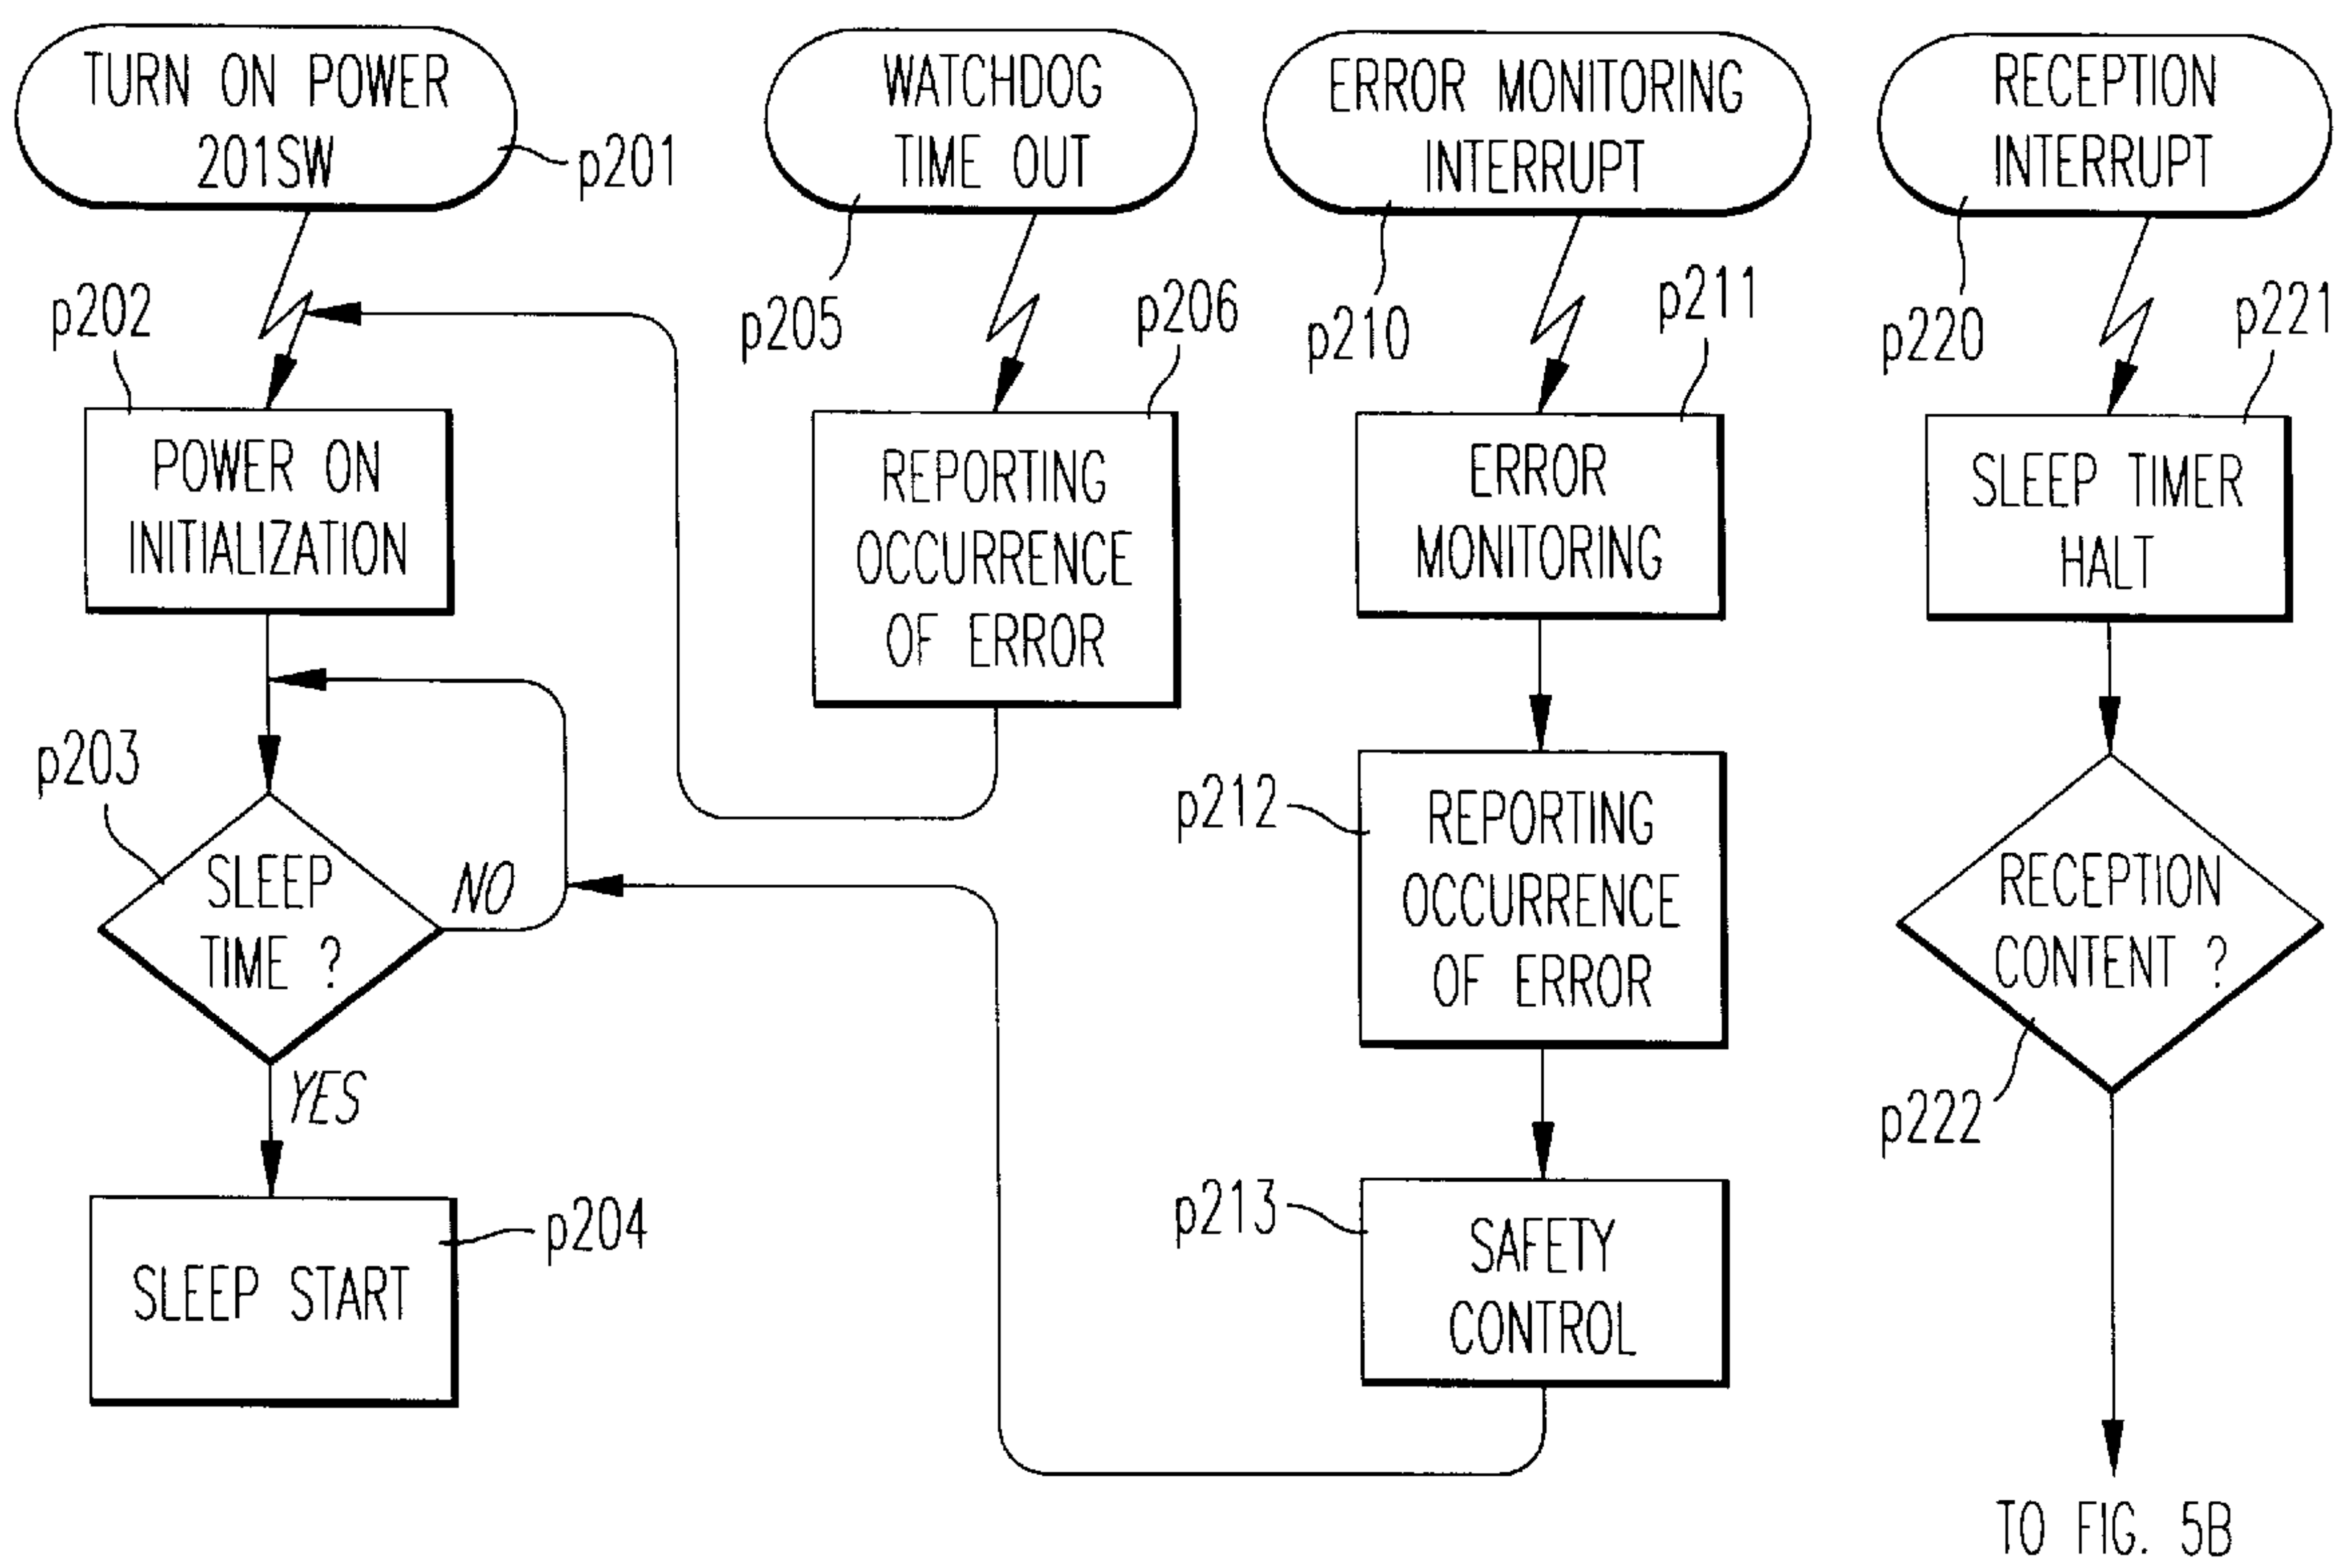 TURN ON POWER
201SW
p201
p202
POWER ON
INITIALIZATION
p203
SLEEP
TIME ?
NO
YES
SLEEP START
p204
WATCHDOG
TIME OUT
p205
p206
REPORTING
OCCURRENCE
OF ERROR
ERROR MONITORING
INTERRUPT
p210
p211
ERROR
MONITORING
p212
REPORTING
OCCURRENCE
OF ERROR
p213
SAFETY
CONTROL
RECEPTION
INTERRUPT
p220
p221
SLEEP TIMER
HALT
RECEPTION
CONTENT ?
p222
TO FIG. 5B